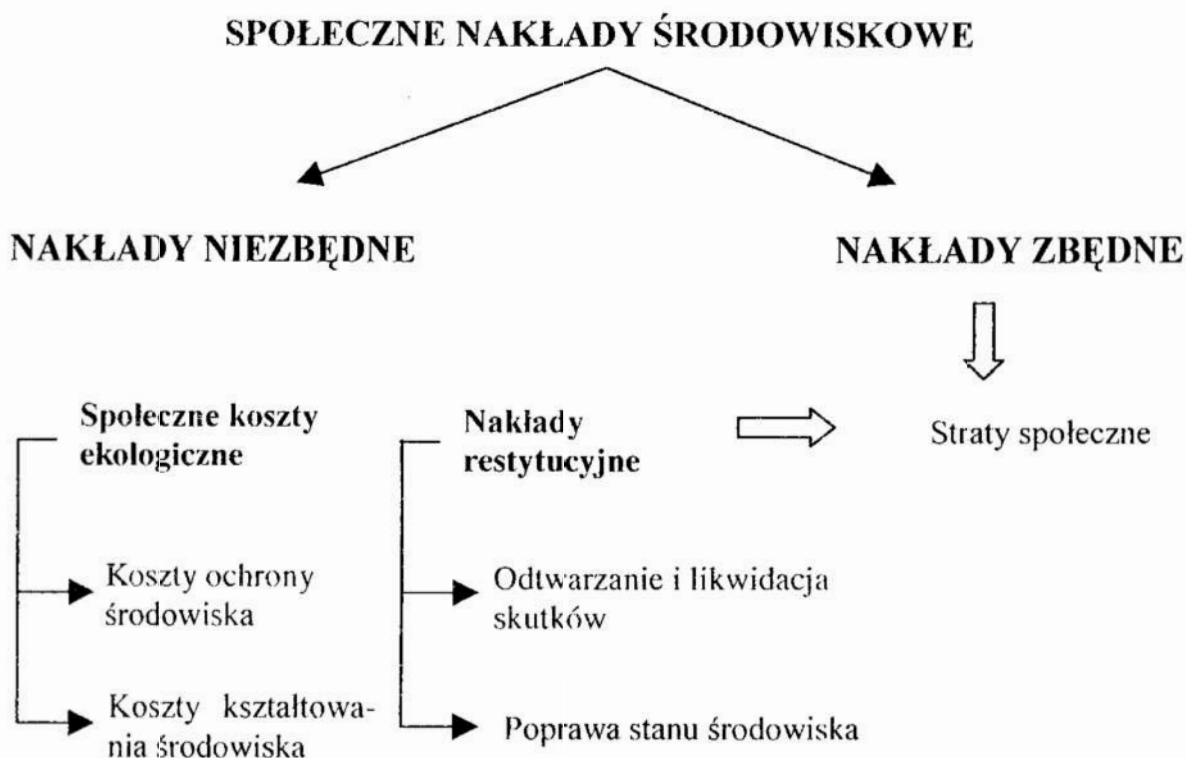 SPOŁECZNE NAKŁADY ŚRODOWISKOWE
NAKŁADY NIEZBĘDNE
NAKŁADY ZBĘDNE
Społeczne koszty
ekologiczne
Nakłady
restytucyjne
Straty społeczne
Koszty ochrony
środowiska
Odtwarzanie i likwidacja
skutków
Koszty kształtowa-
nia środowiska
Poprawa stanu środowiska